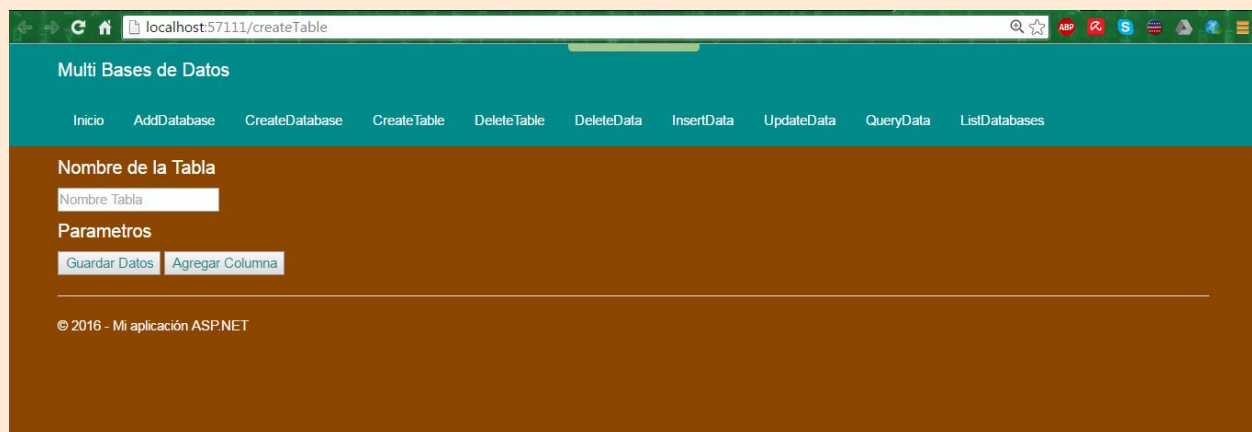 localhost:57111/createTable
ABP
S
Multi Bases de Datos
Inicio AddDatabase CreateDatabase CreateTable DeleteTable DeleteData InsertData UpdateData QueryData ListDatabases
Nombre de la Tabla
Nombre Tabla
Parametros
Guardar Datos Agregar Columna
© 2016 - Mi aplicación ASP.NET